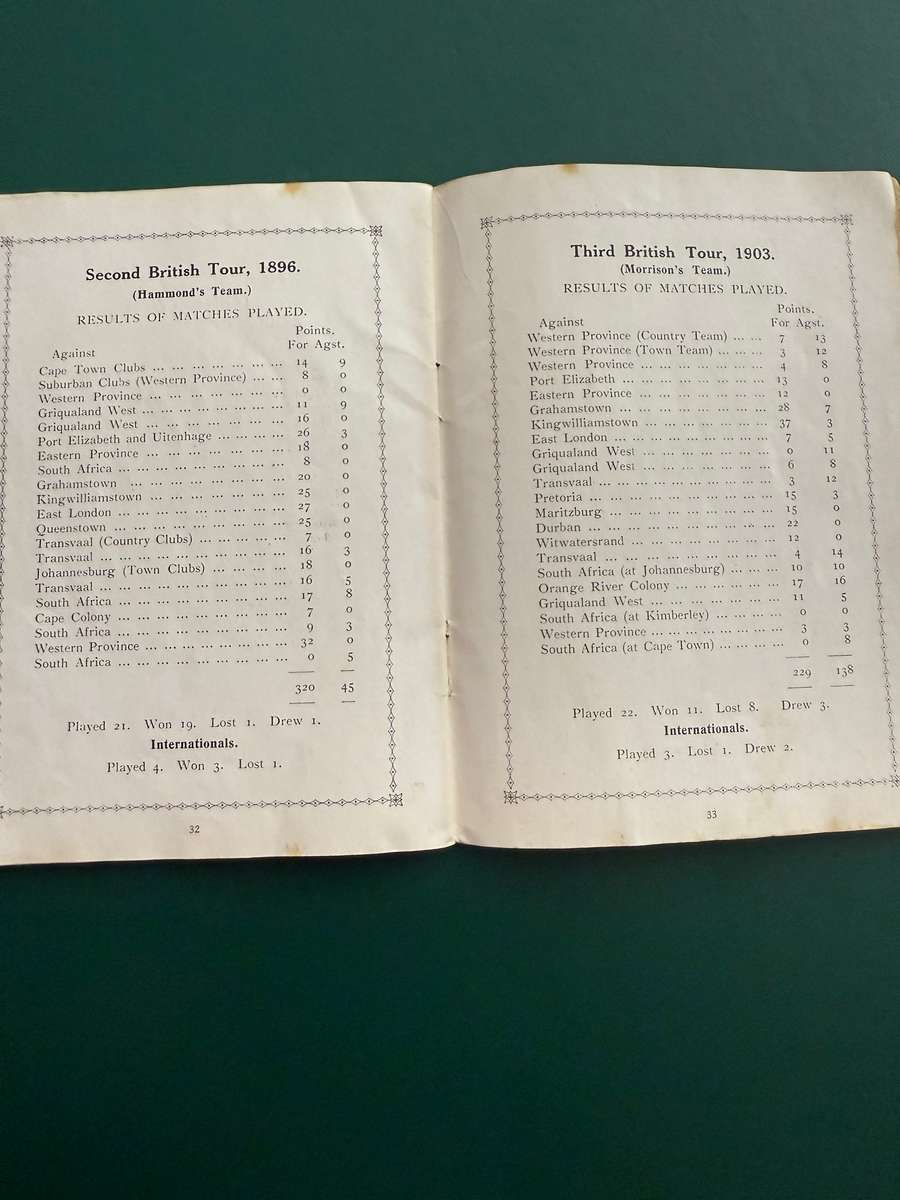 Second British Tour, 1896.
(Hammond's Team.)
RESULTS OF MATCHES PLAYED.
Points.
Against For Agst.
Cape Town Clubs ... ... ... ... ... ... ... 14 9
Suburban Clubs (Western Province) ... ... 8 0
Western Province ... ... ... ... ... ... ... 0 0
Griqualand West ... ... ... ... ... ... ... 11 9
Griqualand West ... ... ... ... ... ... ... 16 0
Port Elizabeth and Uitenhage ... ... ... ... 26 3
Eastern Province ... ... ... ... ... ... ... 18 0
South Africa ... ... ... ... ... ... ... ... ... 8 0
Grahamstown ... ... ... ... ... ... ... ... 20 0
Kingwilliamstown ... ... ... ... ... ... ... 25 0
East London ... ... ... ... ... ... ... ... ... 27 0
Queenstown ... ... ... ... ... ... ... ... ... 25 0
Transvaal (Country Clubs) ... ... ... ... ... 7 0
Transvaal ... ... ... ... ... ... ... ... ... ... 16 3
Johannesburg (Town Clubs) ... ... ... ... 18 0
Transvaal ... ... ... ... ... ... ... ... ... ... 16 5
South Africa ... ... ... ... ... ... ... ... ... 17 8
Cape Colony ... ... ... ... ... ... ... ... ... 7 0
South Africa ... ... ... ... ... ... ... ... ... 9 3
Western Province ... ... ... ... ... ... ... 32 0
South Africa ... ... ... ... ... ... ... ... ... 0 5
320 45
Played 21. Won 19. Lost 1. Drew 1.
Internationals.
Played 4. Won 3. Lost 1.
32
Third British Tour, 1903.
(Morrison's Team.)
RESULTS OF MATCHES PLAYED.
Points.
Against For Agst.
Western Province (Country Team) ... ... 7 13
Western Province (Town Team) ... ... ... 3 12
Western Province ... ... ... ... ... ... ... 4 8
Port Elizabeth ... ... ... ... ... ... ... ... 13 0
Eastern Province ... ... ... ... ... ... ... 12 0
Grahamstown ... ... ... ... ... ... ... ... 28 7
Kingwilliamstown ... ... ... ... ... ... ... 37 3
East London ... ... ... ... ... ... ... ... ... 7 5
Griqualand West ... ... ... ... ... ... ... 0 11
Griqualand West ... ... ... ... ... ... ... 6 8
Transvaal ... ... ... ... ... ... ... ... ... 3 12
Pretoria ... ... ... ... ... ... ... ... ... ... 15 3
Maritzburg ... ... ... ... ... ... ... ... ... 15 0
Durban ... ... ... ... ... ... ... ... ... ... 22 0
Witwatersrand ... ... ... ... ... ... ... ... 12 0
Transvaal ... ... ... ... ... ... ... ... ... 4 14
South Africa (at Johannesburg) ... ... ... 10 10
Orange River Colony ... ... ... ... ... ... 17 16
Griqualand West ... ... ... ... ... ... ... 11 5
South Africa (at Kimberley) ... ... ... ... 0 0
Western Province ... ... ... ... ... ... ... 3 3
South Africa (at Cape Town) ... ... ... ... 0 8
229 138
Played 22. Won 11. Lost 8. Drew 3.
Internationals.
Played 3. Lost 1. Drew 2.
33